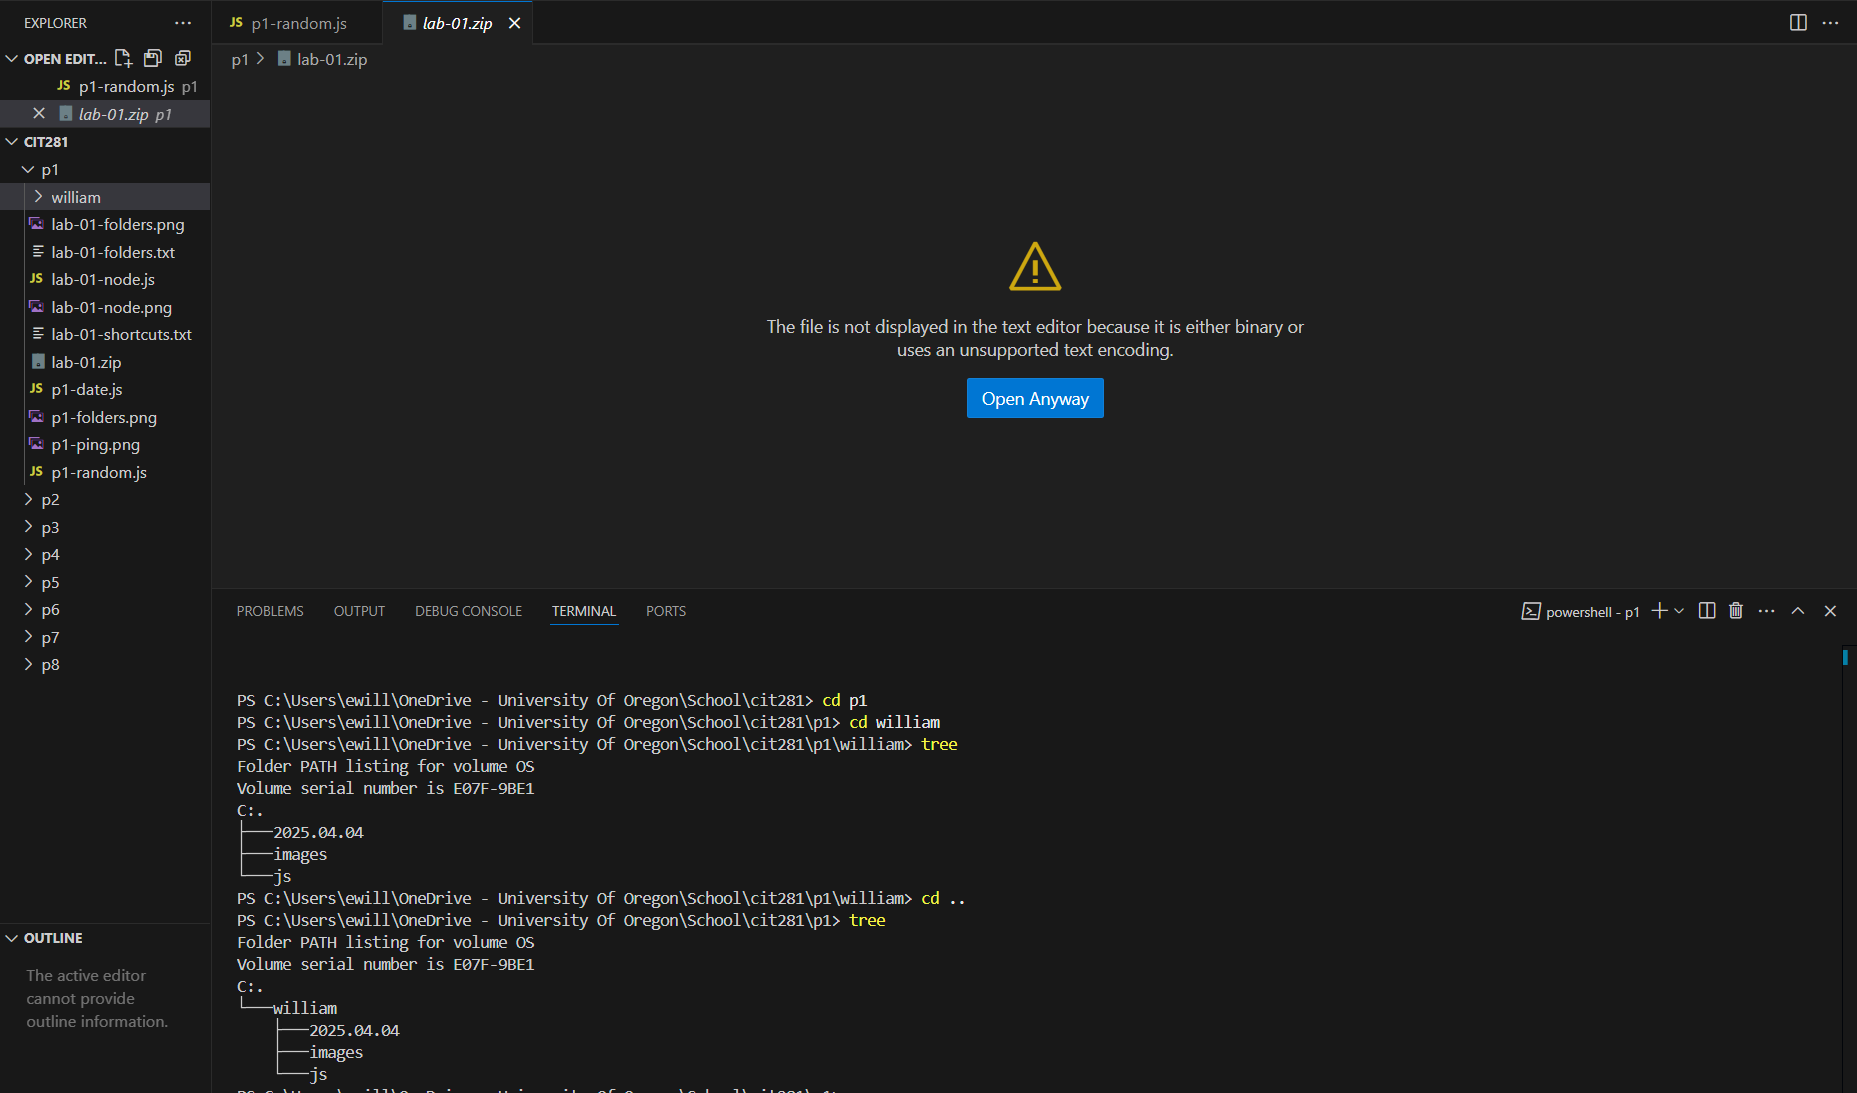 EXPLORER
OPEN EDIT...
JS p1-random.js p1
lab-01.zip p1
CIT281
p1
william
lab-01-folders.png
lab-01-folders.txt
JS lab-01-node.js
lab-01-node.png
lab-01-shortcuts.txt
lab-01.zip
JS p1-date.js
p1-folders.png
p1-ping.png
JS p1-random.js
p2
p3
p4
p5
p6
p7
p8
OUTLINE
The active editor
cannot provide
outline information.
JS p1-random.js
lab-01.zip
p1 > lab-01.zip
The file is not displayed in the text editor because it is either binary or
uses an unsupported text encoding.
Open Anyway
PROBLEMS OUTPUT DEBUG CONSOLE TERMINAL PORTS
powershell - p1
PS C:\Users\ewill\OneDrive - University Of Oregon\School\cit281> cd p1
PS C:\Users\ewill\OneDrive - University Of Oregon\School\cit281\p1> cd william
PS C:\Users\ewill\OneDrive - University Of Oregon\School\cit281\p1\william> tree
Folder PATH listing for volume OS
Volume serial number is E07F-9BE1
C:.
├───2025.04.04
├───images
└───js
PS C:\Users\ewill\OneDrive - University Of Oregon\School\cit281\p1\william> cd ..
PS C:\Users\ewill\OneDrive - University Of Oregon\School\cit281\p1> tree
Folder PATH listing for volume OS
Volume serial number is E07F-9BE1
C:.
└───william
    ├───2025.04.04
    ├───images
    └───js